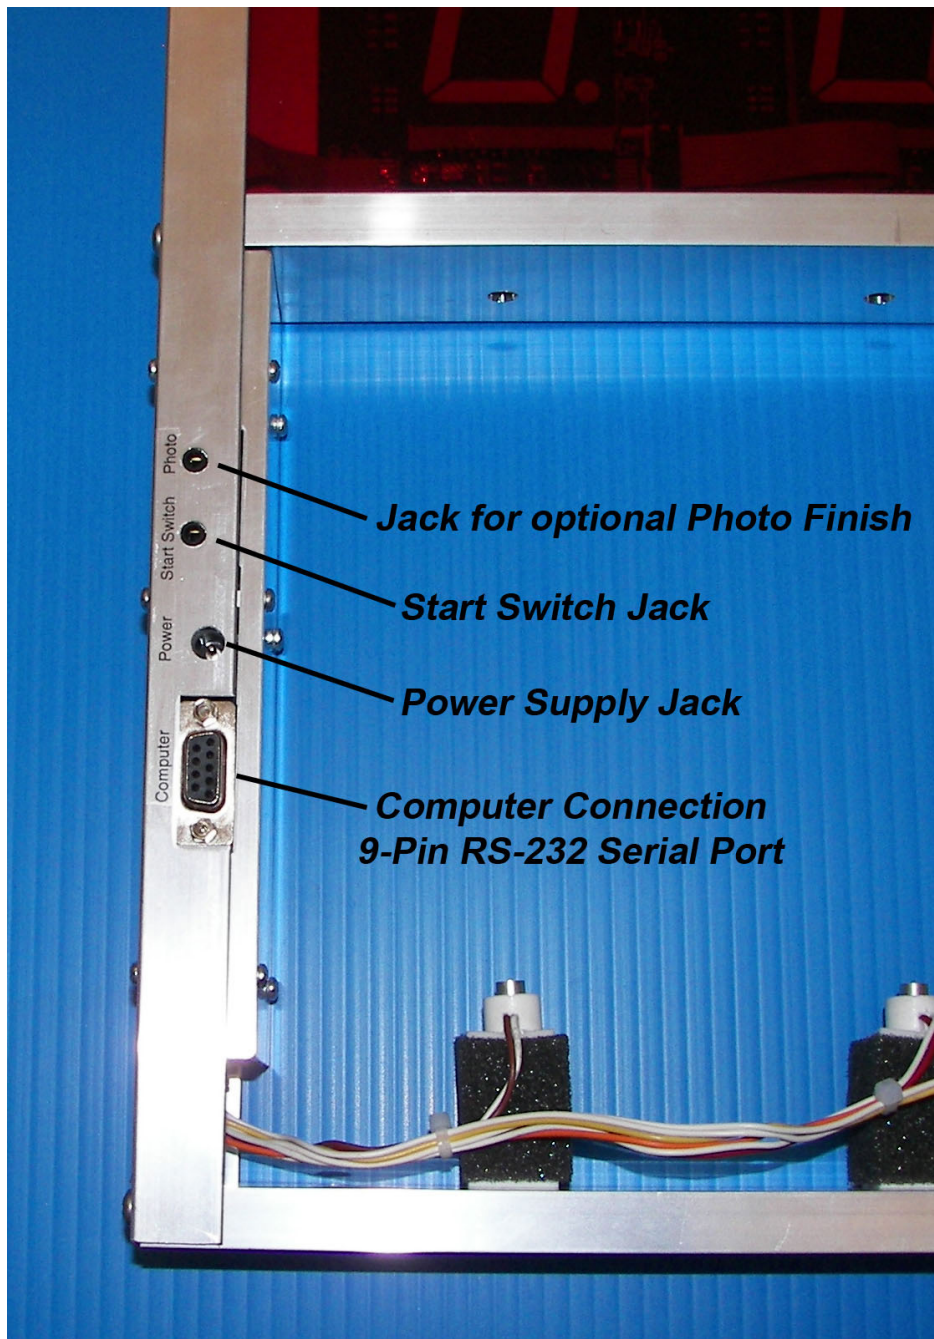 Photo
Jack for optional Photo Finish
Start Switch
Start Switch Jack
Power
Power Supply Jack
Computer
Computer Connection
9-Pin RS-232 Serial Port